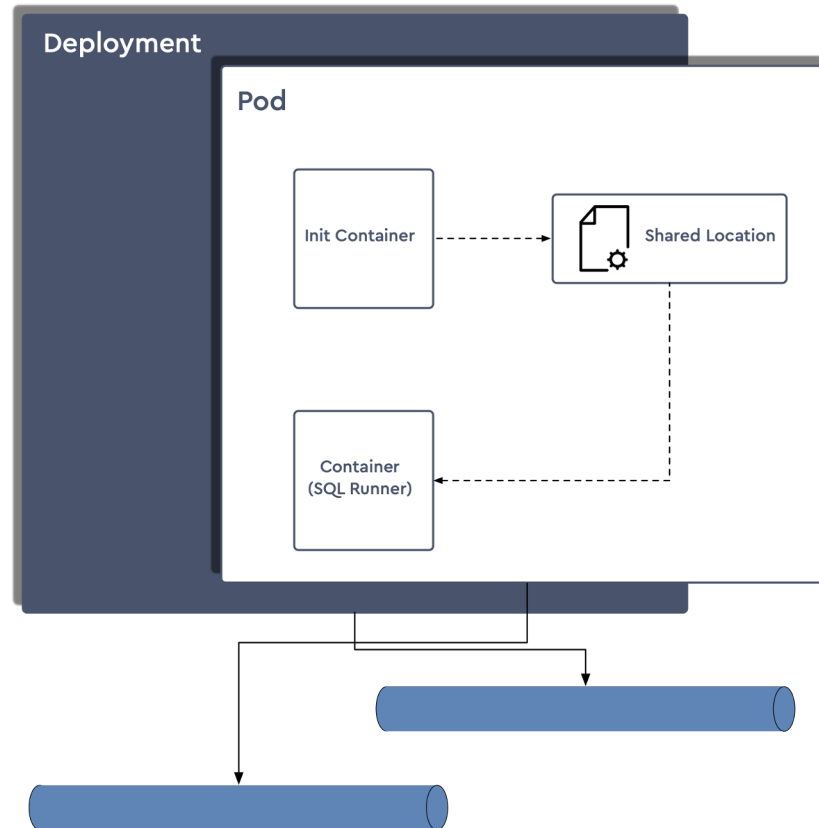 Deployment
Pod
Init Container
Shared Location
Container
(SQL Runner)